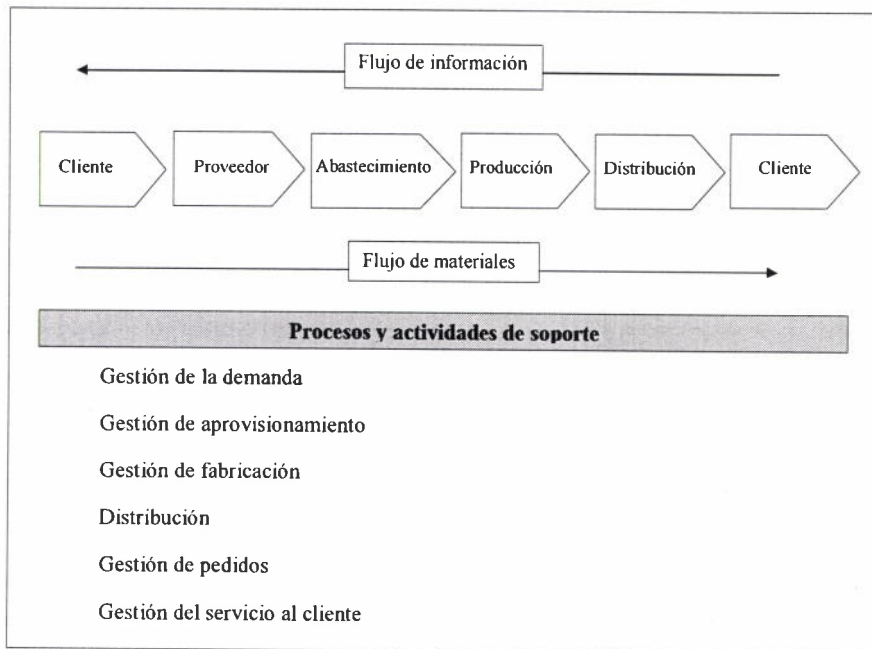 Flujo de información
Cliente
Proveedor
Abastecimiento
Producción
Distribución
Cliente
Flujo de materiales
Procesos y actividades de soporte
Gestión de la demanda
Gestión de aprovisionamiento
Gestión de fabricación
Distribución
Gestión de pedidos
Gestión del servicio al cliente